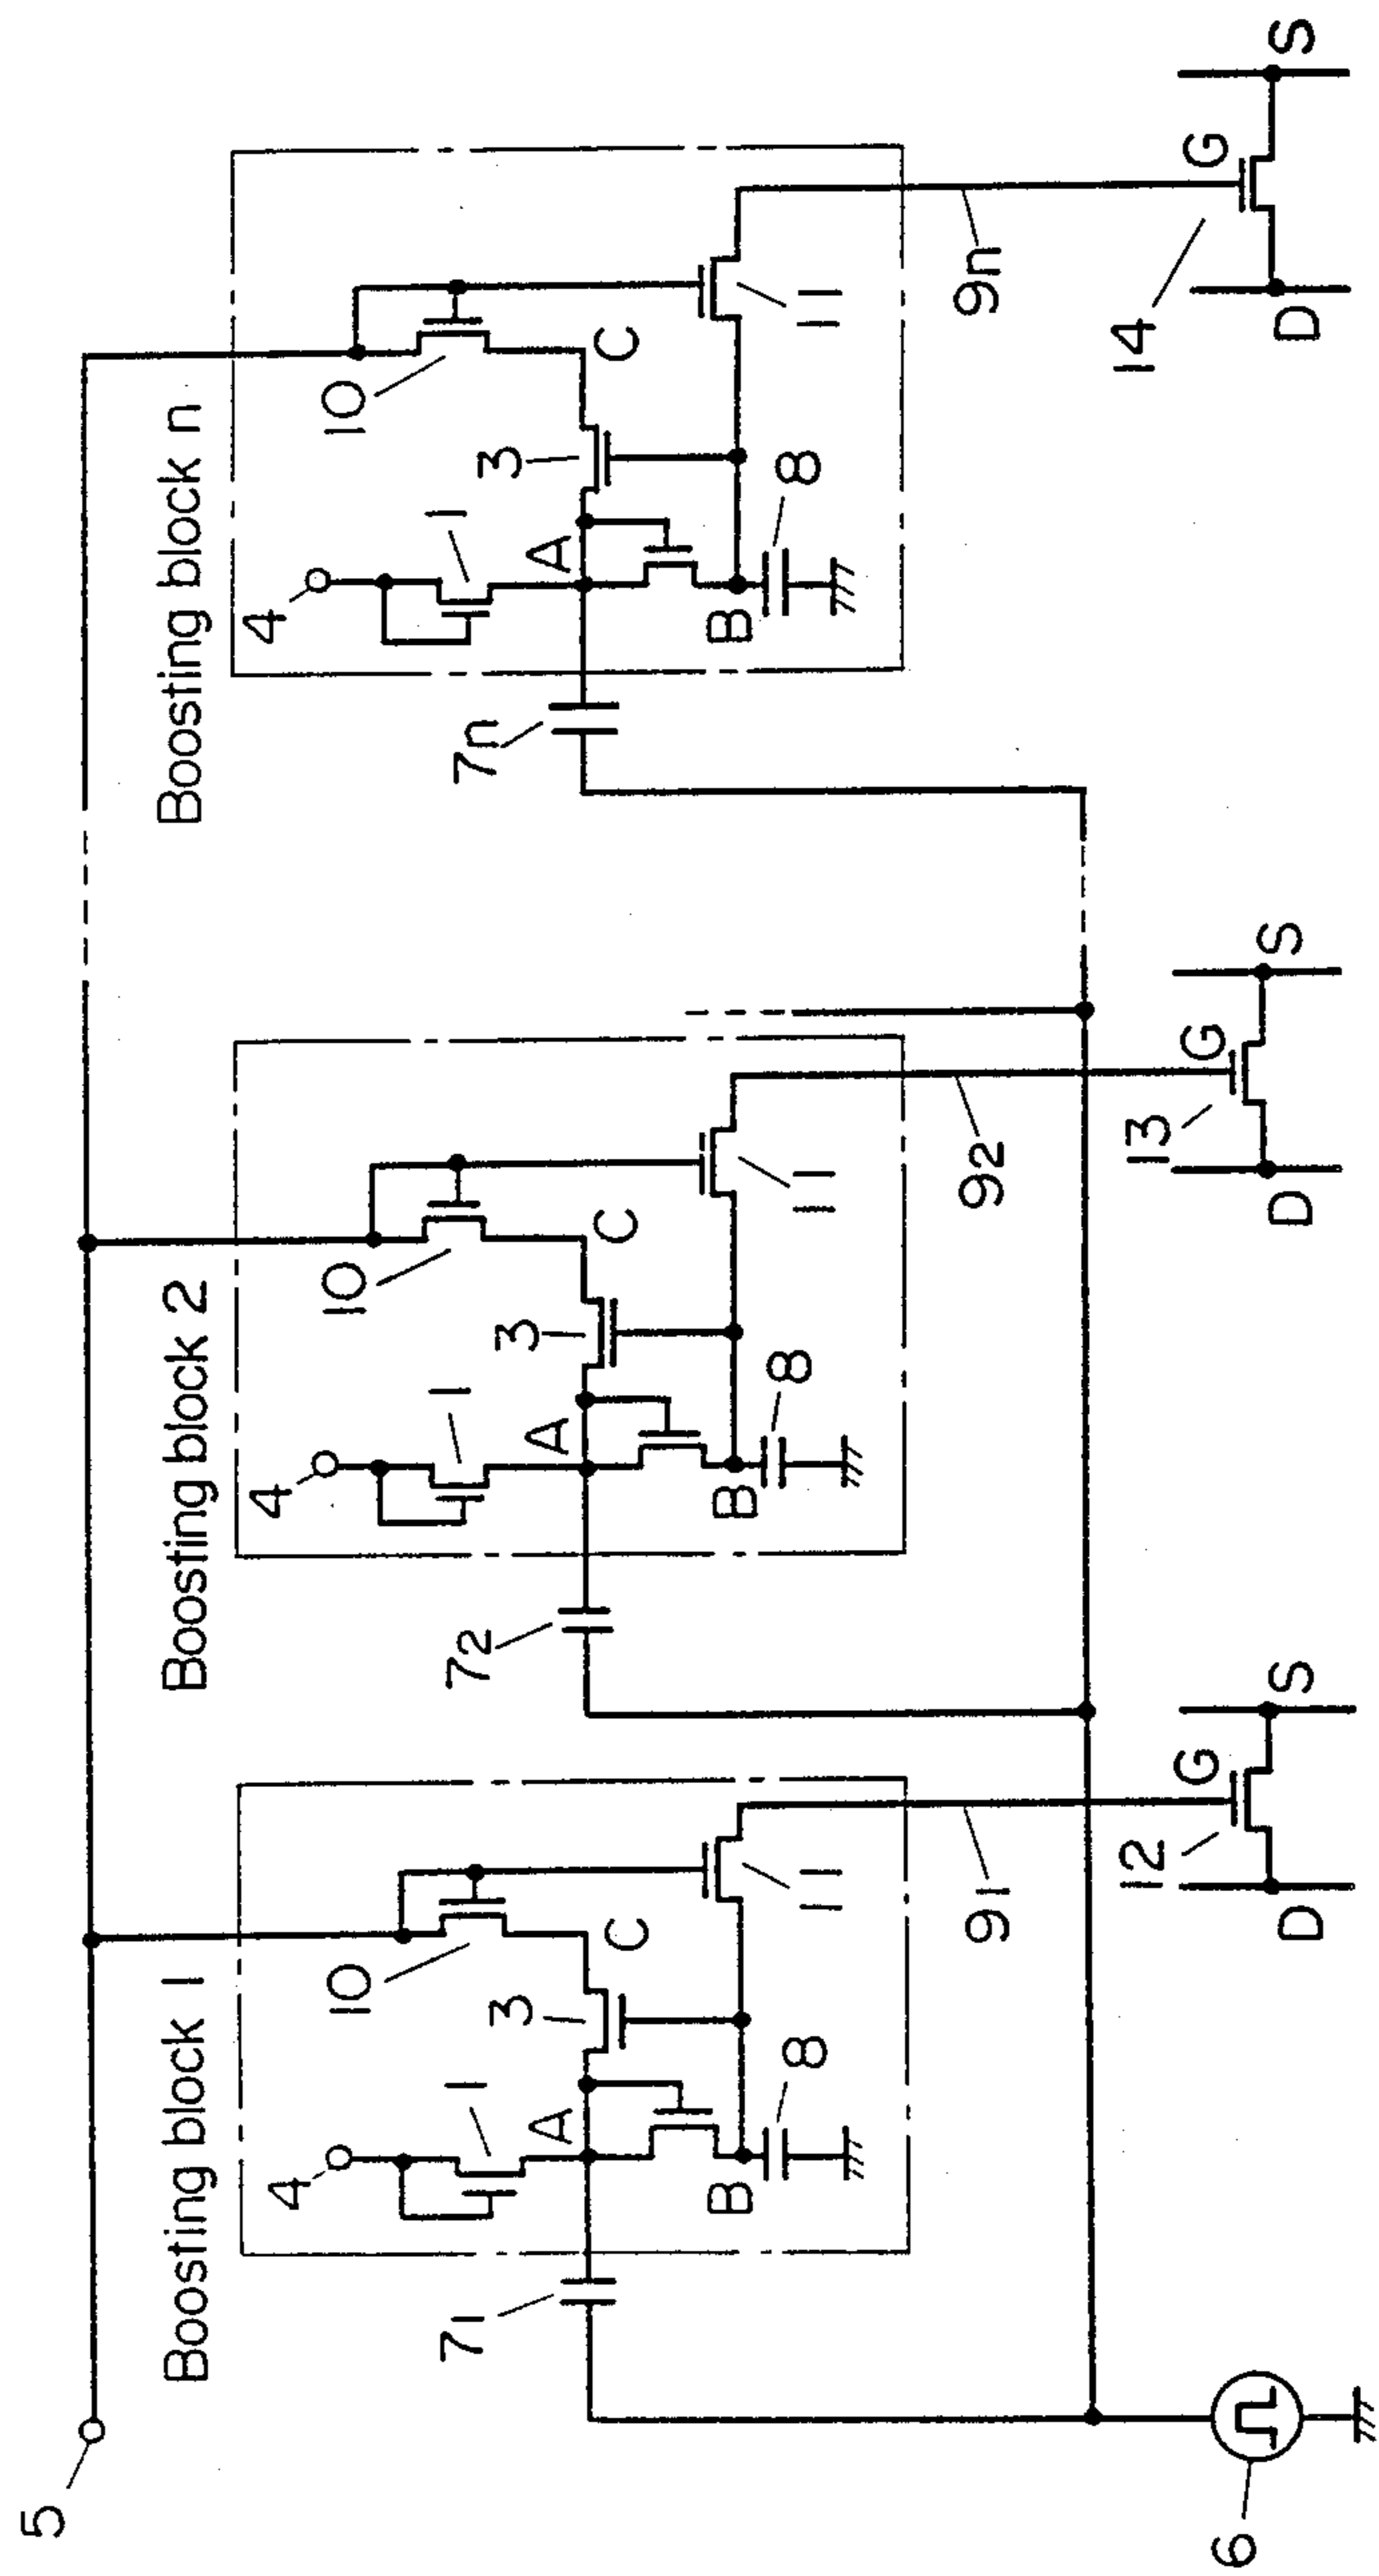 5
Boosting block 1
Boosting block 2
Boosting block n
4
1
10
A
3
C
B
8
11
7₁
9₁
4
1
10
A
3
C
B
8
11
7₂
9₂
4
1
10
A
3
C
B
8
11
7n
9n
6
12
D
G
S
13
D
G
S
14
D
G
S